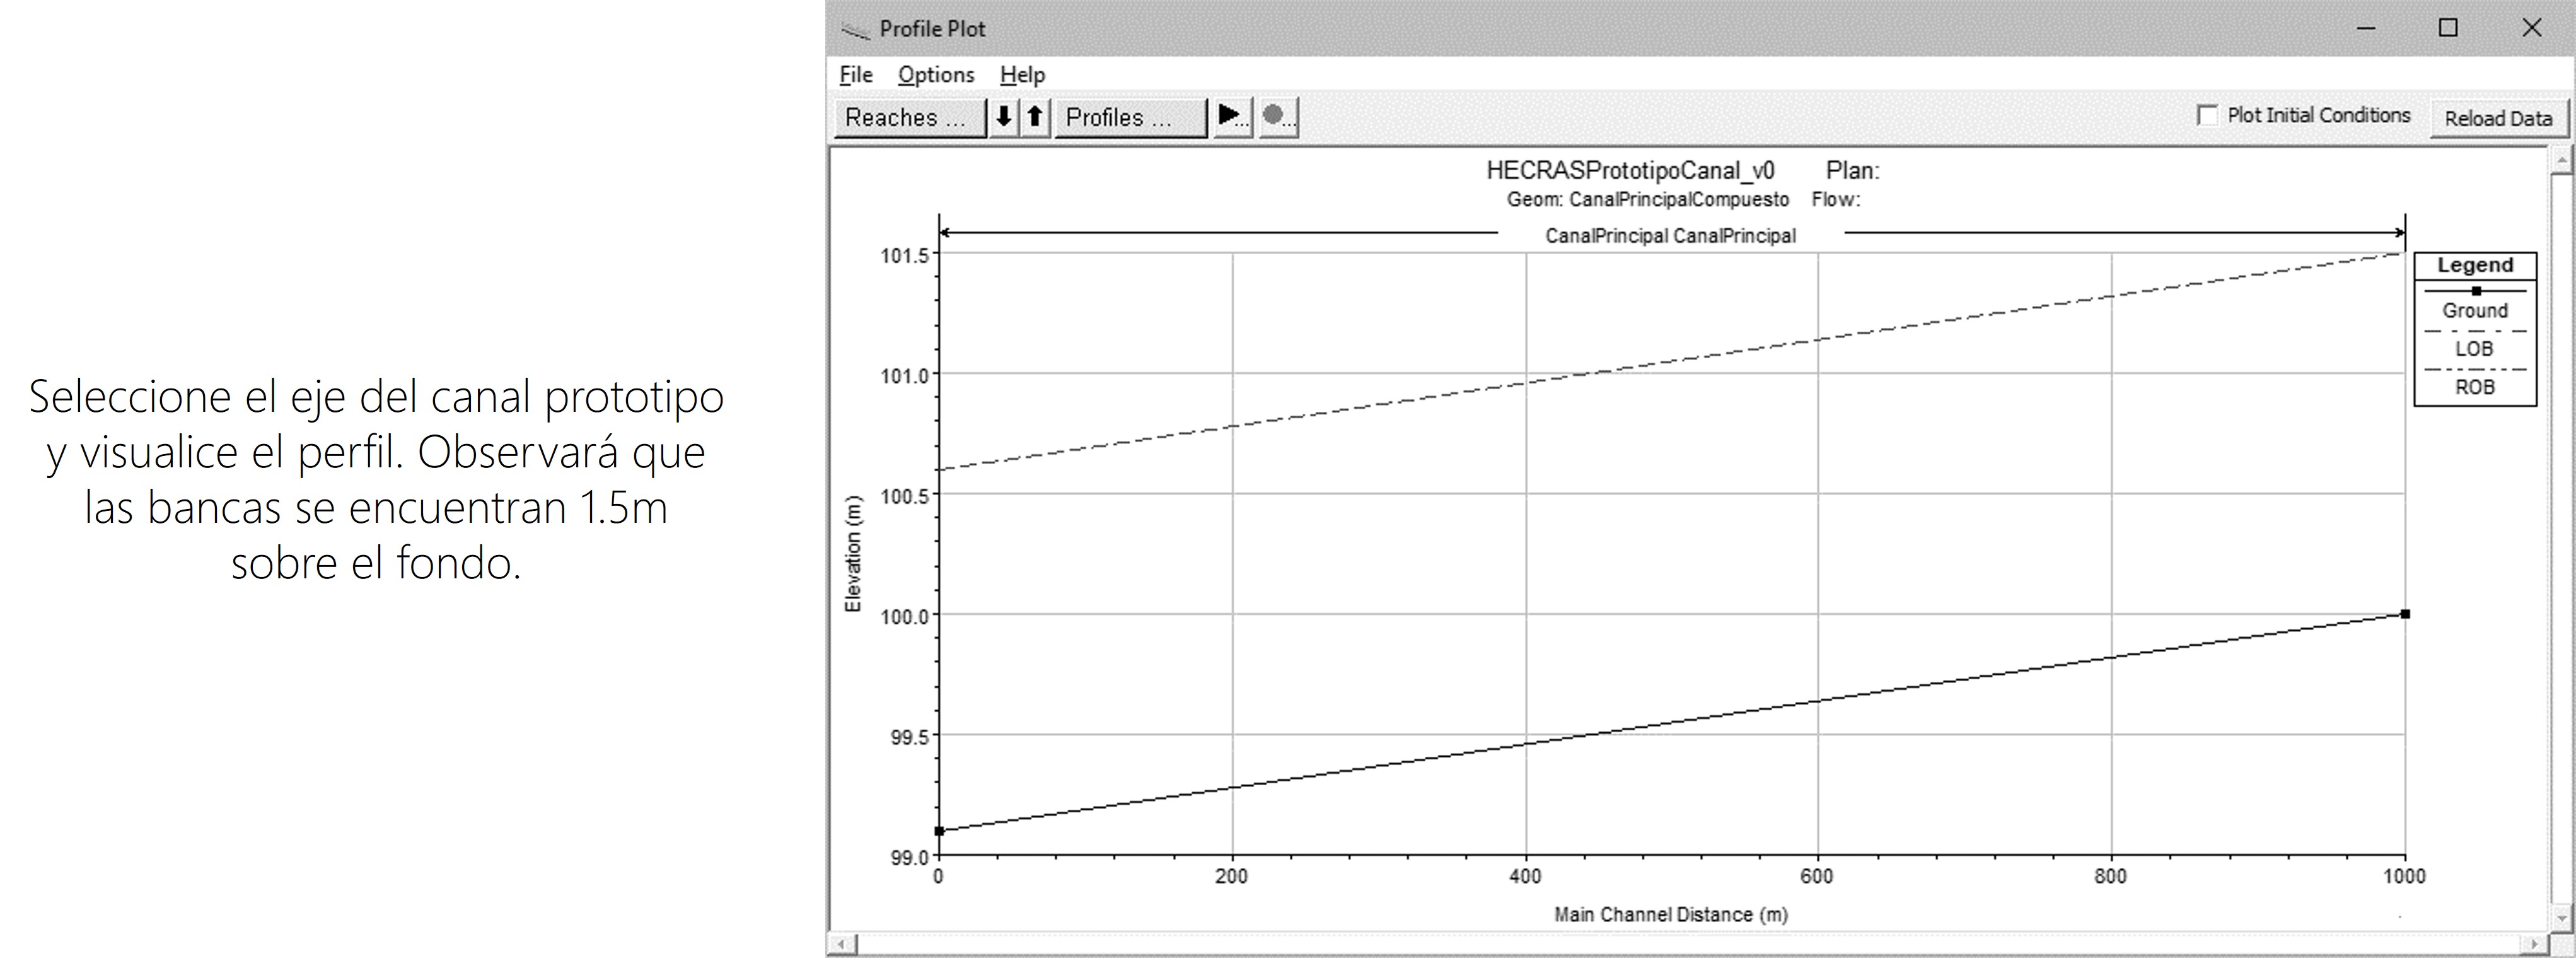 Seleccione el eje del canal prototipo
y visualice el perfil. Observará que
las bancas se encuentran 1.5m
sobre el fondo.
Profile Plot
File Options Help
Reaches ... Profiles ... ... ... Plot Initial Conditions Reload Data
HECRASPrototipoCanal_v0 Plan:
Geom: CanalPrincipalCompuesto Flow:
CanalPrincipal CanalPrincipal
101.5
101.0
100.5
100.0
99.5
99.0
Elevation (m)
0 200 400 600 800 1000
Main Channel Distance (m)
Legend
Ground
LOB
ROB